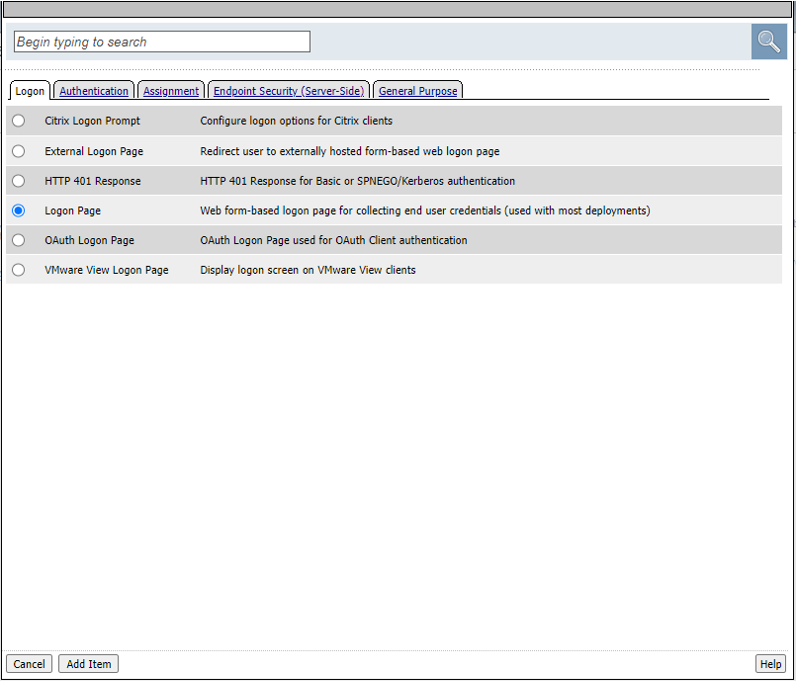 Begin typing to search
Logon Authentication Assignment Endpoint Security (Server-Side) General Purpose
Citrix Logon Prompt Configure logon options for Citrix clients
External Logon Page Redirect user to externally hosted form-based web logon page
HTTP 401 Response HTTP 401 Response for Basic or SPNEGO/Kerberos authentication
Logon Page Web form-based logon page for collecting end user credentials (used with most deployments)
OAuth Logon Page OAuth Logon Page used for OAuth Client authentication
VMware View Logon Page Display logon screen on VMware View clients
Cancel Add Item Help